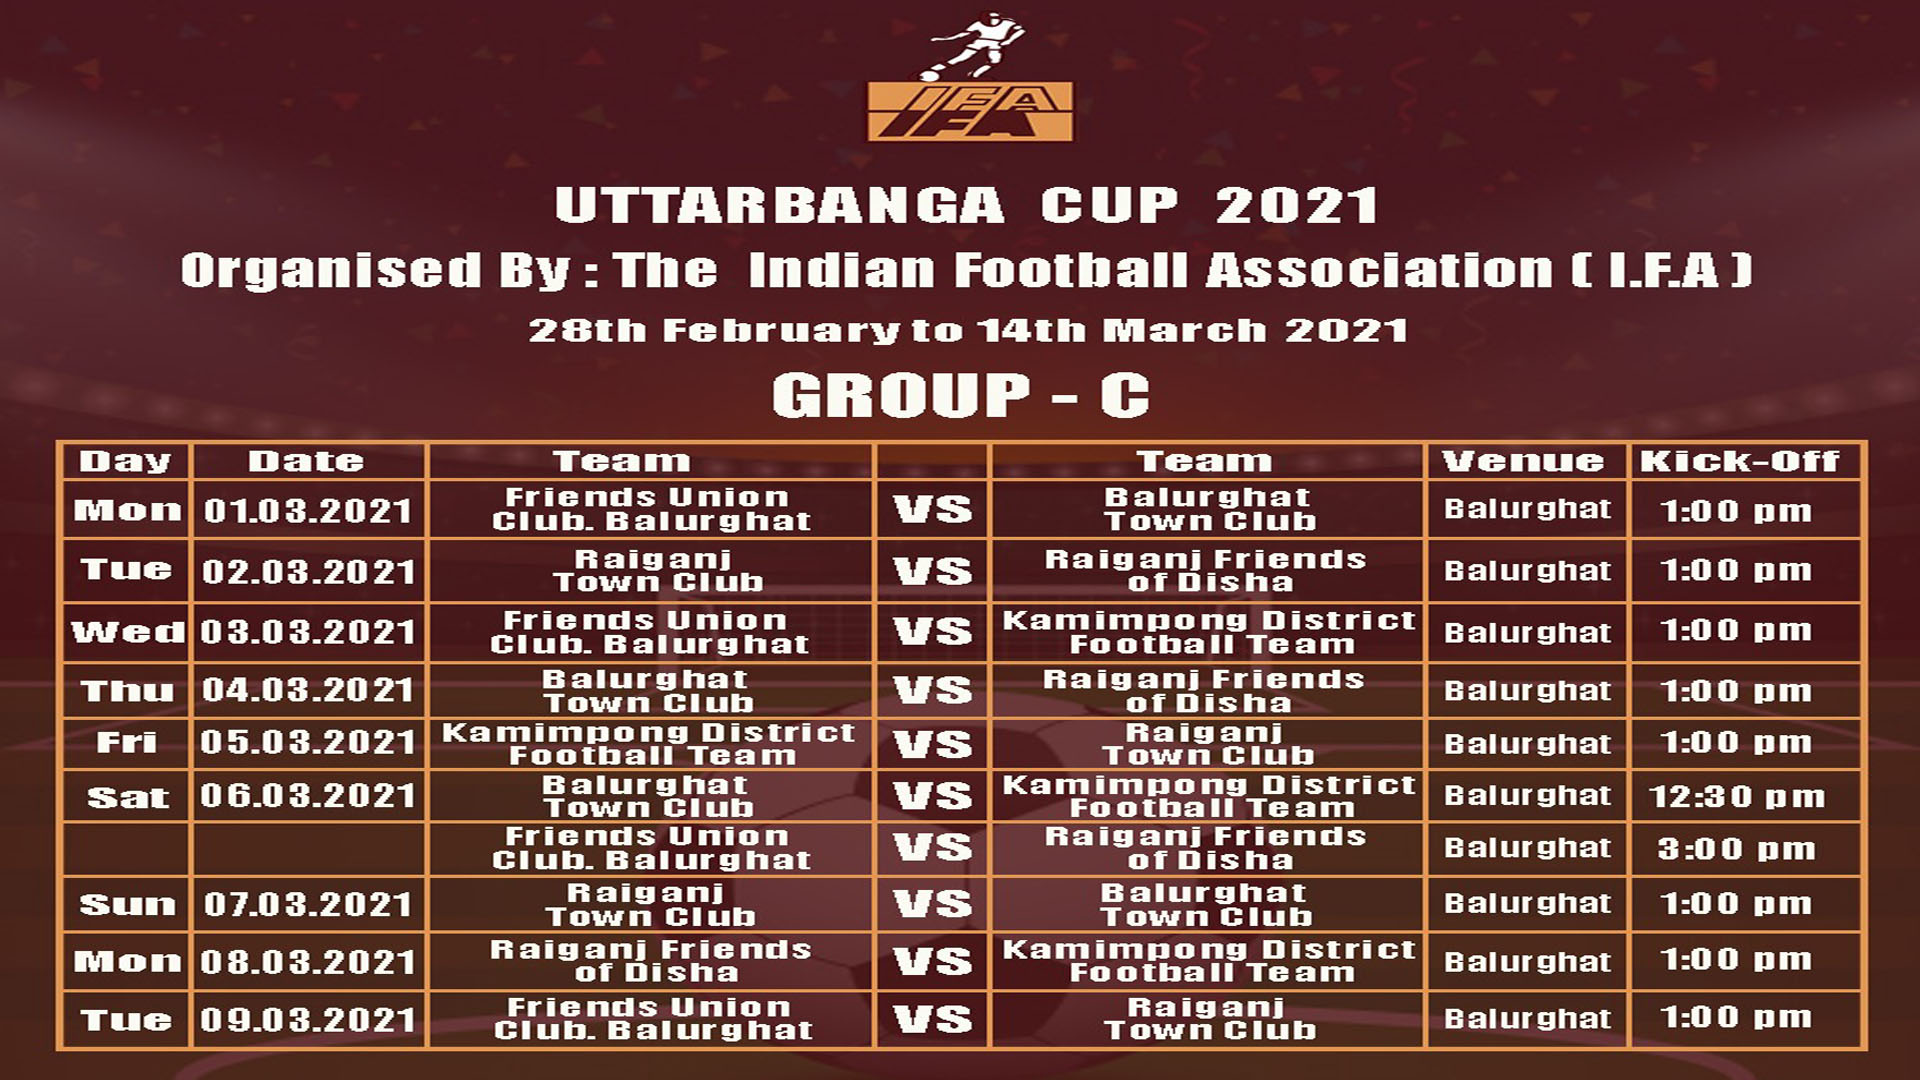 IFA
UTTARBANGA CUP 2021
Organised By : The Indian Football Association ( I.F.A )
28th February to 14th March 2021
GROUP - C
Day Date Team Team Venue Kick-Off
Mon 01.03.2021 Friends Union Club. Balurghat VS Balurghat Town Club Balurghat 1:00 pm
Tue 02.03.2021 Raiganj Town Club VS Raiganj Friends of Disha Balurghat 1:00 pm
Wed 03.03.2021 Friends Union Club. Balurghat VS Kamimpong District Football Team Balurghat 1:00 pm
Thu 04.03.2021 Balurghat Town Club VS Raiganj Friends of Disha Balurghat 1:00 pm
Fri 05.03.2021 Kamimpong District Football Team VS Raiganj Town Club Balurghat 1:00 pm
Sat 06.03.2021 Balurghat Town Club VS Kamimpong District Football Team Balurghat 12:30 pm
Friends Union Club. Balurghat VS Raiganj Friends of Disha Balurghat 3:00 pm
Sun 07.03.2021 Raiganj Town Club VS Balurghat Town Club Balurghat 1:00 pm
Mon 08.03.2021 Raiganj Friends of Disha VS Kamimpong District Football Team Balurghat 1:00 pm
Tue 09.03.2021 Friends Union Club. Balurghat VS Raiganj Town Club Balurghat 1:00 pm